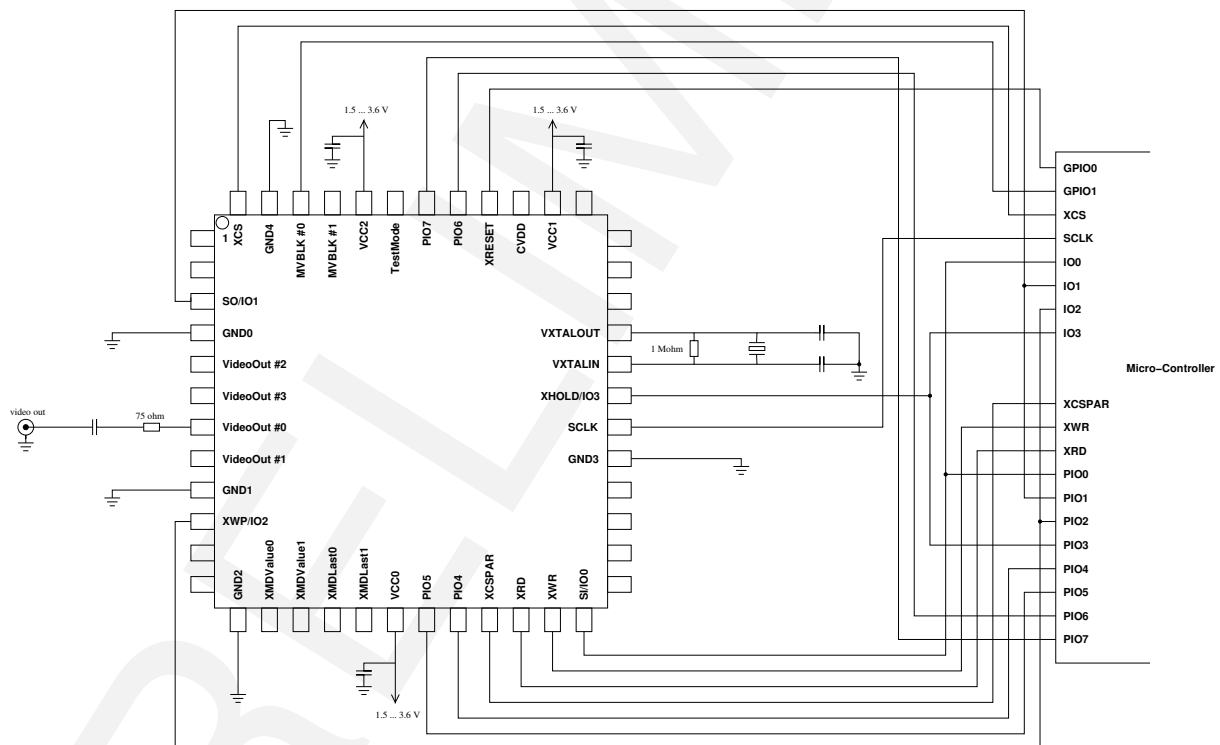 1.5 ... 3.6 V
1.5 ... 3.6 V
XCS
GND4
MVBLK #0
MVBLK #1
VCC2
TestMode
PIO7
PIO6
XRESET
CVDD
VCC1
1
SO/IO1
GND0
VideoOut #2
VideoOut #3
VideoOut #0
VideoOut #1
GND1
XWP/IO2
video out
75 ohm
VXTALOUT
VXTALIN
XHOLD/IO3
SCLK
GND3
1 Mohm
GND2
XMDValue0
XMDValue1
XMDLast0
XMDLast1
VCC0
PIO5
PIO4
XCSPAR
XRD
XWR
SI/IO0
1.5 ... 3.6 V
GPIO0
GPIO1
XCS
SCLK
IO0
IO1
IO2
IO3
Micro-Controller
XCSPAR
XWR
XRD
PIO0
PIO1
PIO2
PIO3
PIO4
PIO5
PIO6
PIO7